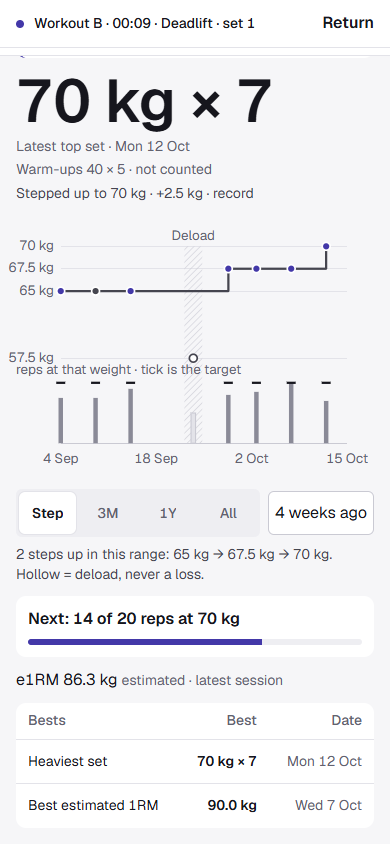 Workout B · 00:09 · Deadlift · set 1
Return
70 kg × 7
Latest top set · Mon 12 Oct
Warm-ups 40 × 5 · not counted
Stepped up to 70 kg · +2.5 kg · record
Deload
70 kg
67.5 kg
65 kg
57.5 kg
reps at that weight · tick is the target
4 Sep 18 Sep 2 Oct 15 Oct
Step 3M 1Y All 4 weeks ago
2 steps up in this range: 65 kg → 67.5 kg → 70 kg.
Hollow = deload, never a loss.
Next: 14 of 20 reps at 70 kg
e1RM 86.3 kg estimated · latest session
Bests Best Date
Heaviest set 70 kg × 7 Mon 12 Oct
Best estimated 1RM 90.0 kg Wed 7 Oct